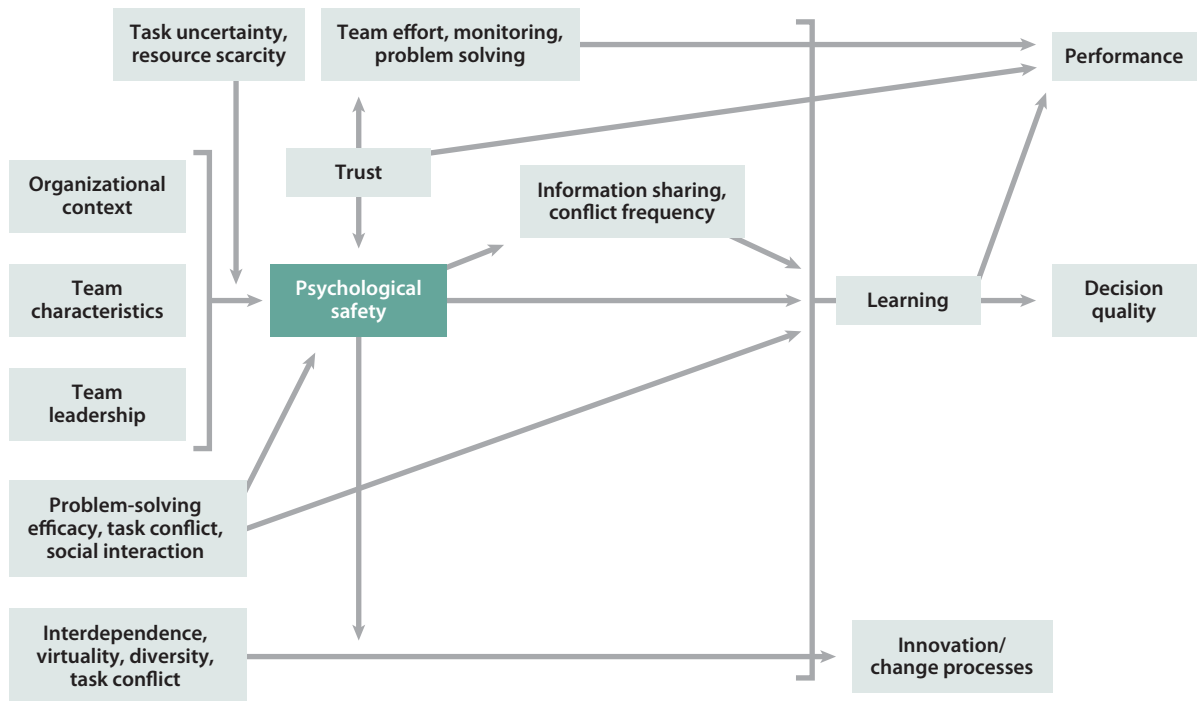 Task uncertainty,
resource scarcity
Team effort, monitoring,
problem solving
Performance
Trust
Organizational
context
Information sharing,
conflict frequency
Team
characteristics
Psychological
safety
Learning
Decision
quality
Team
leadership
Problem-solving
efficacy, task conflict,
social interaction
Interdependence,
virtuality, diversity,
task conflict
Innovation/
change processes